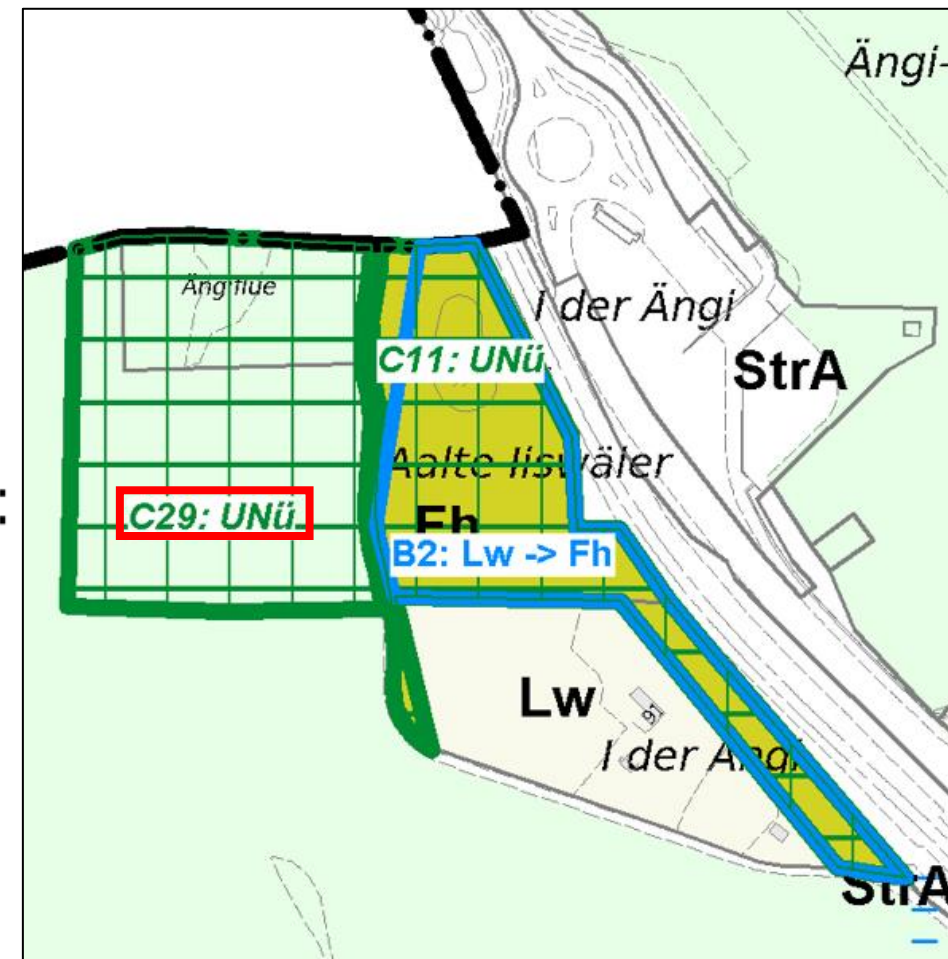 Ängi-
Ängiflue
I der Ängi
C11: UNü
StrA
Aalte Iiswäler
:
C29: UNü
Fh
B2: Lw -> Fh
Lw
91
I der Ängi
StrA